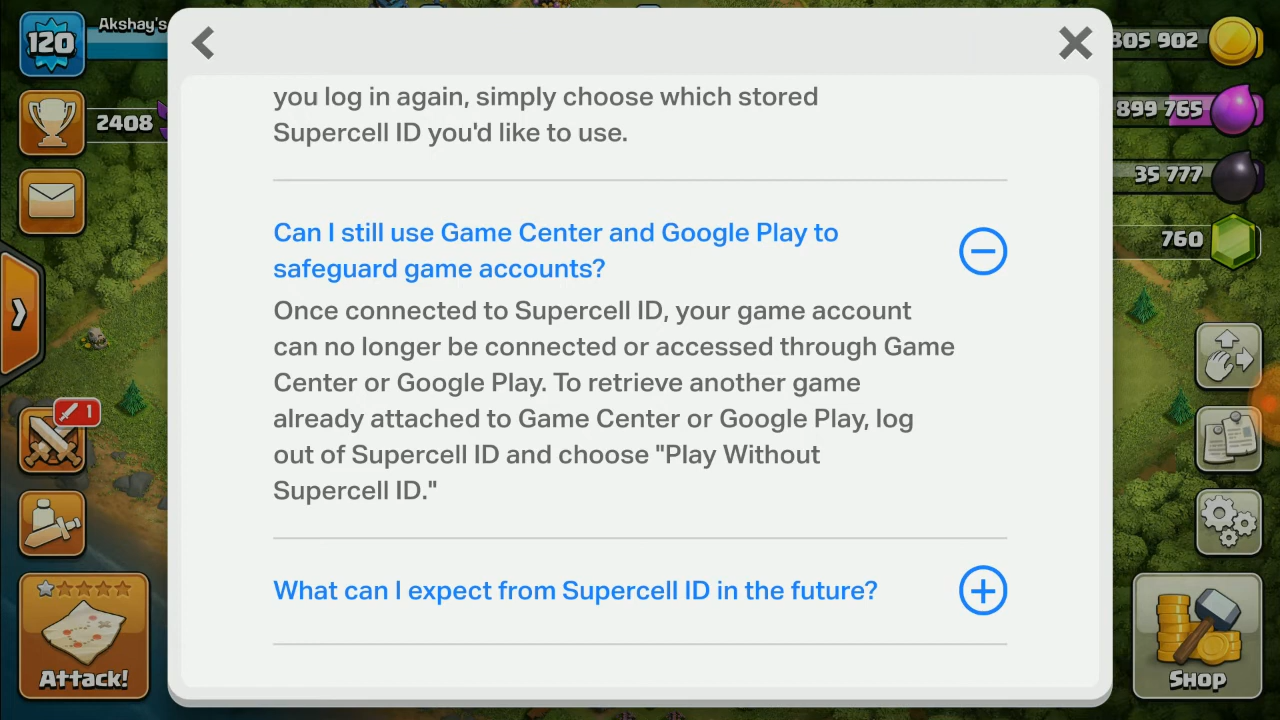 120
Akshay's
2408
1
Attack!
you log in again, simply choose which stored
Supercell ID you'd like to use.
Can I still use Game Center and Google Play to
safeguard game accounts?
Once connected to Supercell ID, your game account
can no longer be connected or accessed through Game
Center or Google Play. To retrieve another game
already attached to Game Center or Google Play, log
out of Supercell ID and choose "Play Without
Supercell ID."
What can I expect from Supercell ID in the future?
305 902
899 765
35 777
760
Shop